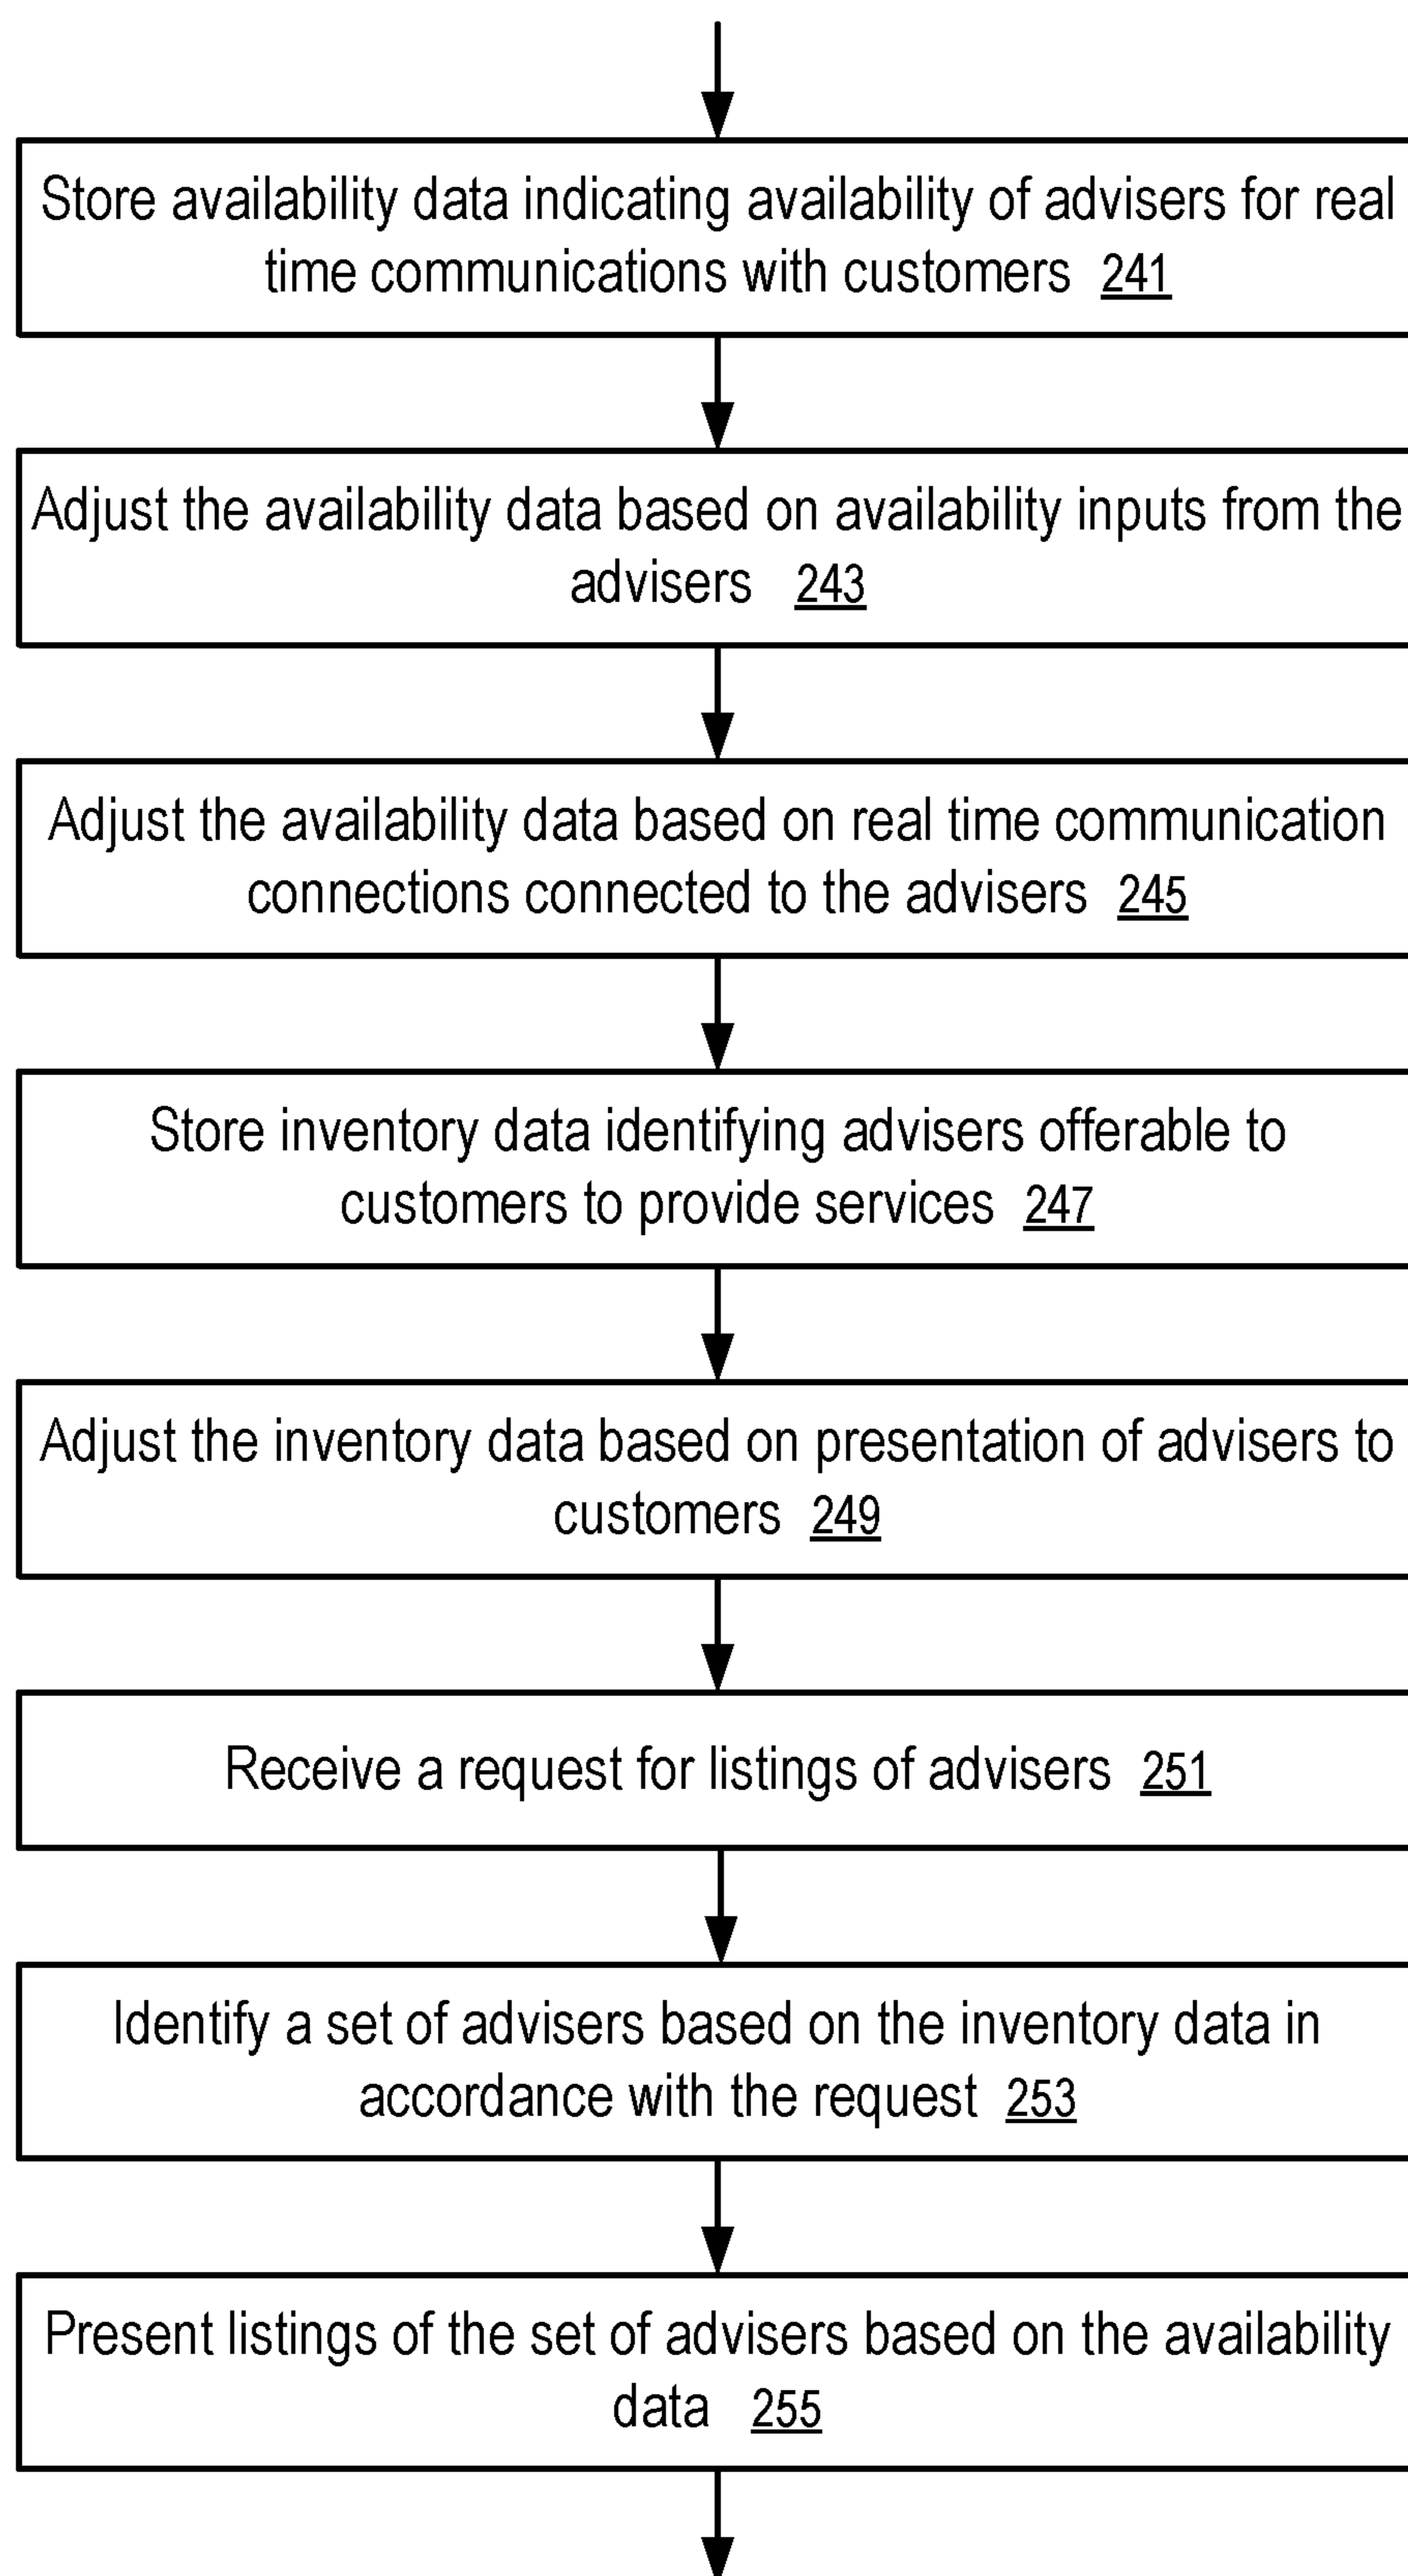 Store availability data indicating availability of advisers for real
time communications with customers 241
Adjust the availability data based on availability inputs from the
advisers 243
Adjust the availability data based on real time communication
connections connected to the advisers 245
Store inventory data identifying advisers offerable to
customers to provide services 247
Adjust the inventory data based on presentation of advisers to
customers 249
Receive a request for listings of advisers 251
Identify a set of advisers based on the inventory data in
accordance with the request 253
Present listings of the set of advisers based on the availability
data 255